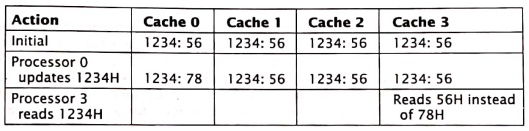 Action Cache 0 Cache 1 Cache 2 Cache 3
Initial 1234: 56 1234: 56 1234: 56 1234: 56
Processor 0
updates 1234H 1234: 78 1234: 56 1234: 56 1234: 56
Processor 3 Reads 56H instead
reads 1234H of 78H